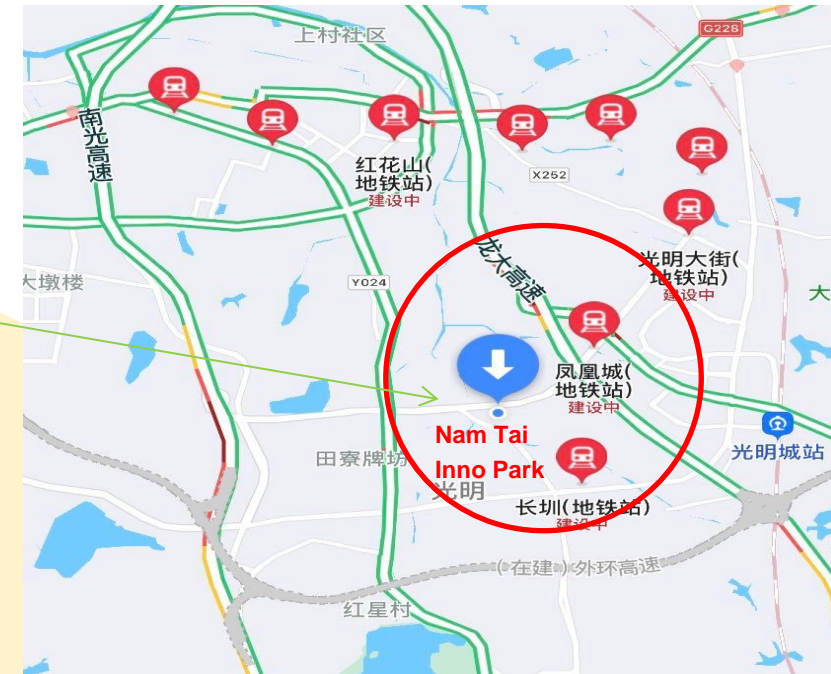 上村社区
G228
南光高速
红花山(
地铁站)
建设中
X252
龙大高速
光明大街(
地铁站)
建设中
大墩楼
Y024
大
凤凰城(
地铁站)
建设中
Nam Tai
Inno Park
田寮牌坊
光明
光明城站
长圳(地铁站)
建设中
(在建)外环高速
红星村